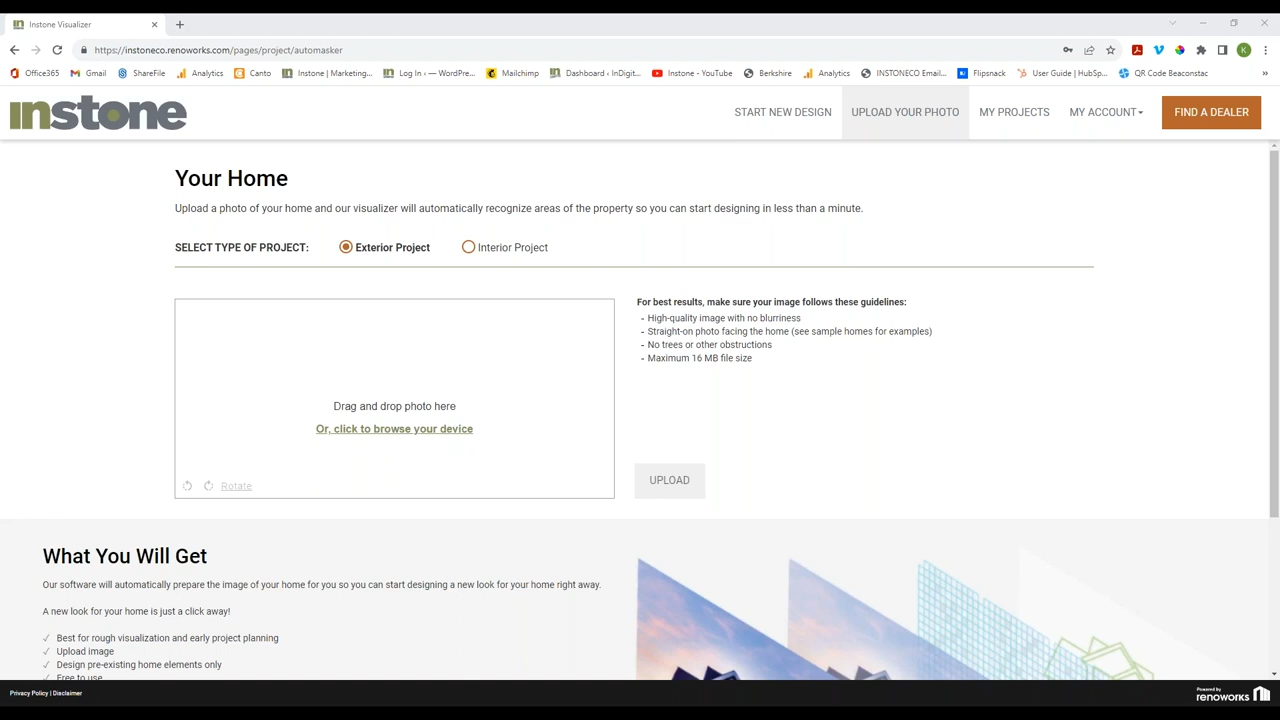 Instone Visualizer
https://instoneco.renoworks.com/pages/project/automasker
K
Office365 Gmail ShareFile Analytics Canto Instone | Marketing... Log In ‹ — WordPre... Mailchimp Dashboard ‹ InDigit... Instone - YouTube Berkshire Analytics INSTONECO Email... Flipsnack User Guide | HubSp... QR Code Beaconstac
instone
START NEW DESIGN UPLOAD YOUR PHOTO MY PROJECTS MY ACCOUNT FIND A DEALER
Your Home
Upload a photo of your home and our visualizer will automatically recognize areas of the property so you can start designing in less than a minute.
SELECT TYPE OF PROJECT: Exterior Project Interior Project
For best results, make sure your image follows these guidelines:
- High-quality image with no blurriness
- Straight-on photo facing the home (see sample homes for examples)
- No trees or other obstructions
- Maximum 16 MB file size
Drag and drop photo here
Or, click to browse your device
Rotate
UPLOAD
What You Will Get
Our software will automatically prepare the image of your home for you so you can start designing a new look for your home right away.
A new look for your home is just a click away!
✓ Best for rough visualization and early project planning
✓ Upload image
✓ Design pre-existing home elements only
✓ Free to use
Privacy Policy | Disclaimer
Powered by
renoworks